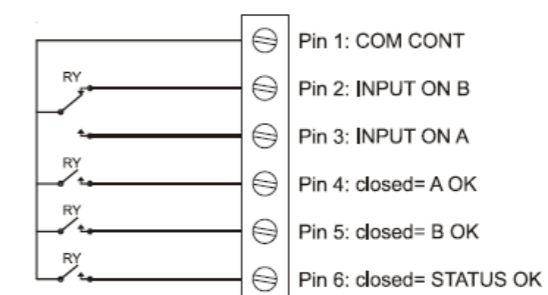 Pin 1: COM CONT
RY
Pin 2: INPUT ON B
Pin 3: INPUT ON A
RY
Pin 4: closed= A OK
RY
Pin 5: closed= B OK
RY
Pin 6: closed= STATUS OK